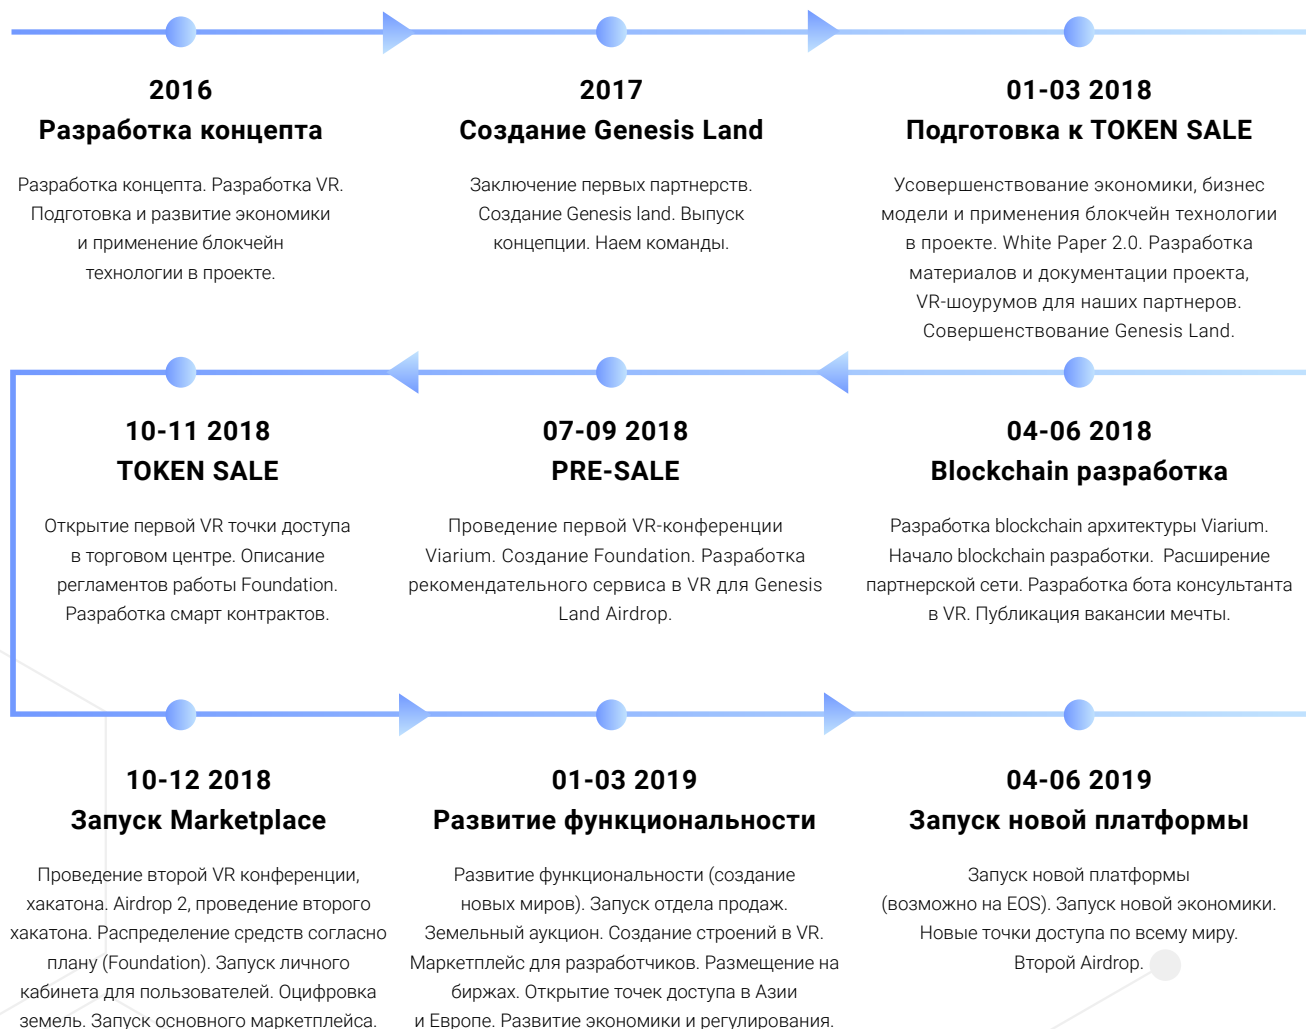 2016
Разработка концепта
Разработка концепта. Разработка VR.
Подготовка и развитие экономики
и применение блокчейн
технологии в проекте.
2017
Создание Genesis Land
Заключение первых партнерств.
Создание Genesis land. Выпуск
концепции. Наем команды.
01-03 2018
Подготовка к TOKEN SALE
Усовершенствование экономики, бизнес
модели и применения блокчейн технологии
в проекте. White Paper 2.0. Разработка
материалов и документации проекта,
VR-шоурумов для наших партнеров.
Совершенствование Genesis Land.
10-11 2018
TOKEN SALE
Открытие первой VR точки доступа
в торговом центре. Описание
регламентов работы Foundation.
Разработка смарт контрактов.
07-09 2018
PRE-SALE
Проведение первой VR-конференции
Viarium. Создание Foundation. Разработка
рекомендательного сервиса в VR для Genesis
Land Airdrop.
04-06 2018
Blockchain разработка
Разработка blockchain архитектуры Viarium.
Начало blockchain разработки. Расширение
партнерской сети. Разработка бота консультанта
в VR. Публикация вакансии мечты.
10-12 2018
Запуск Marketplace
Проведение второй VR конференции,
хакатона. Airdrop 2, проведение второго
хакатона. Распределение средств согласно
плану (Foundation). Запуск личного
кабинета для пользователей. Оцифровка
земель. Запуск основного маркетплейса.
01-03 2019
Развитие функциональности
Развитие функциональности (создание
новых миров). Запуск отдела продаж.
Земельный аукцион. Создание строений в VR.
Маркетплейс для разработчиков. Размещение на
биржах. Открытие точек доступа в Азии
и Европе. Развитие экономики и регулирования.
04-06 2019
Запуск новой платформы
Запуск новой платформы
(возможно на EOS). Запуск новой экономики.
Новые точки доступа по всему миру.
Второй Airdrop.